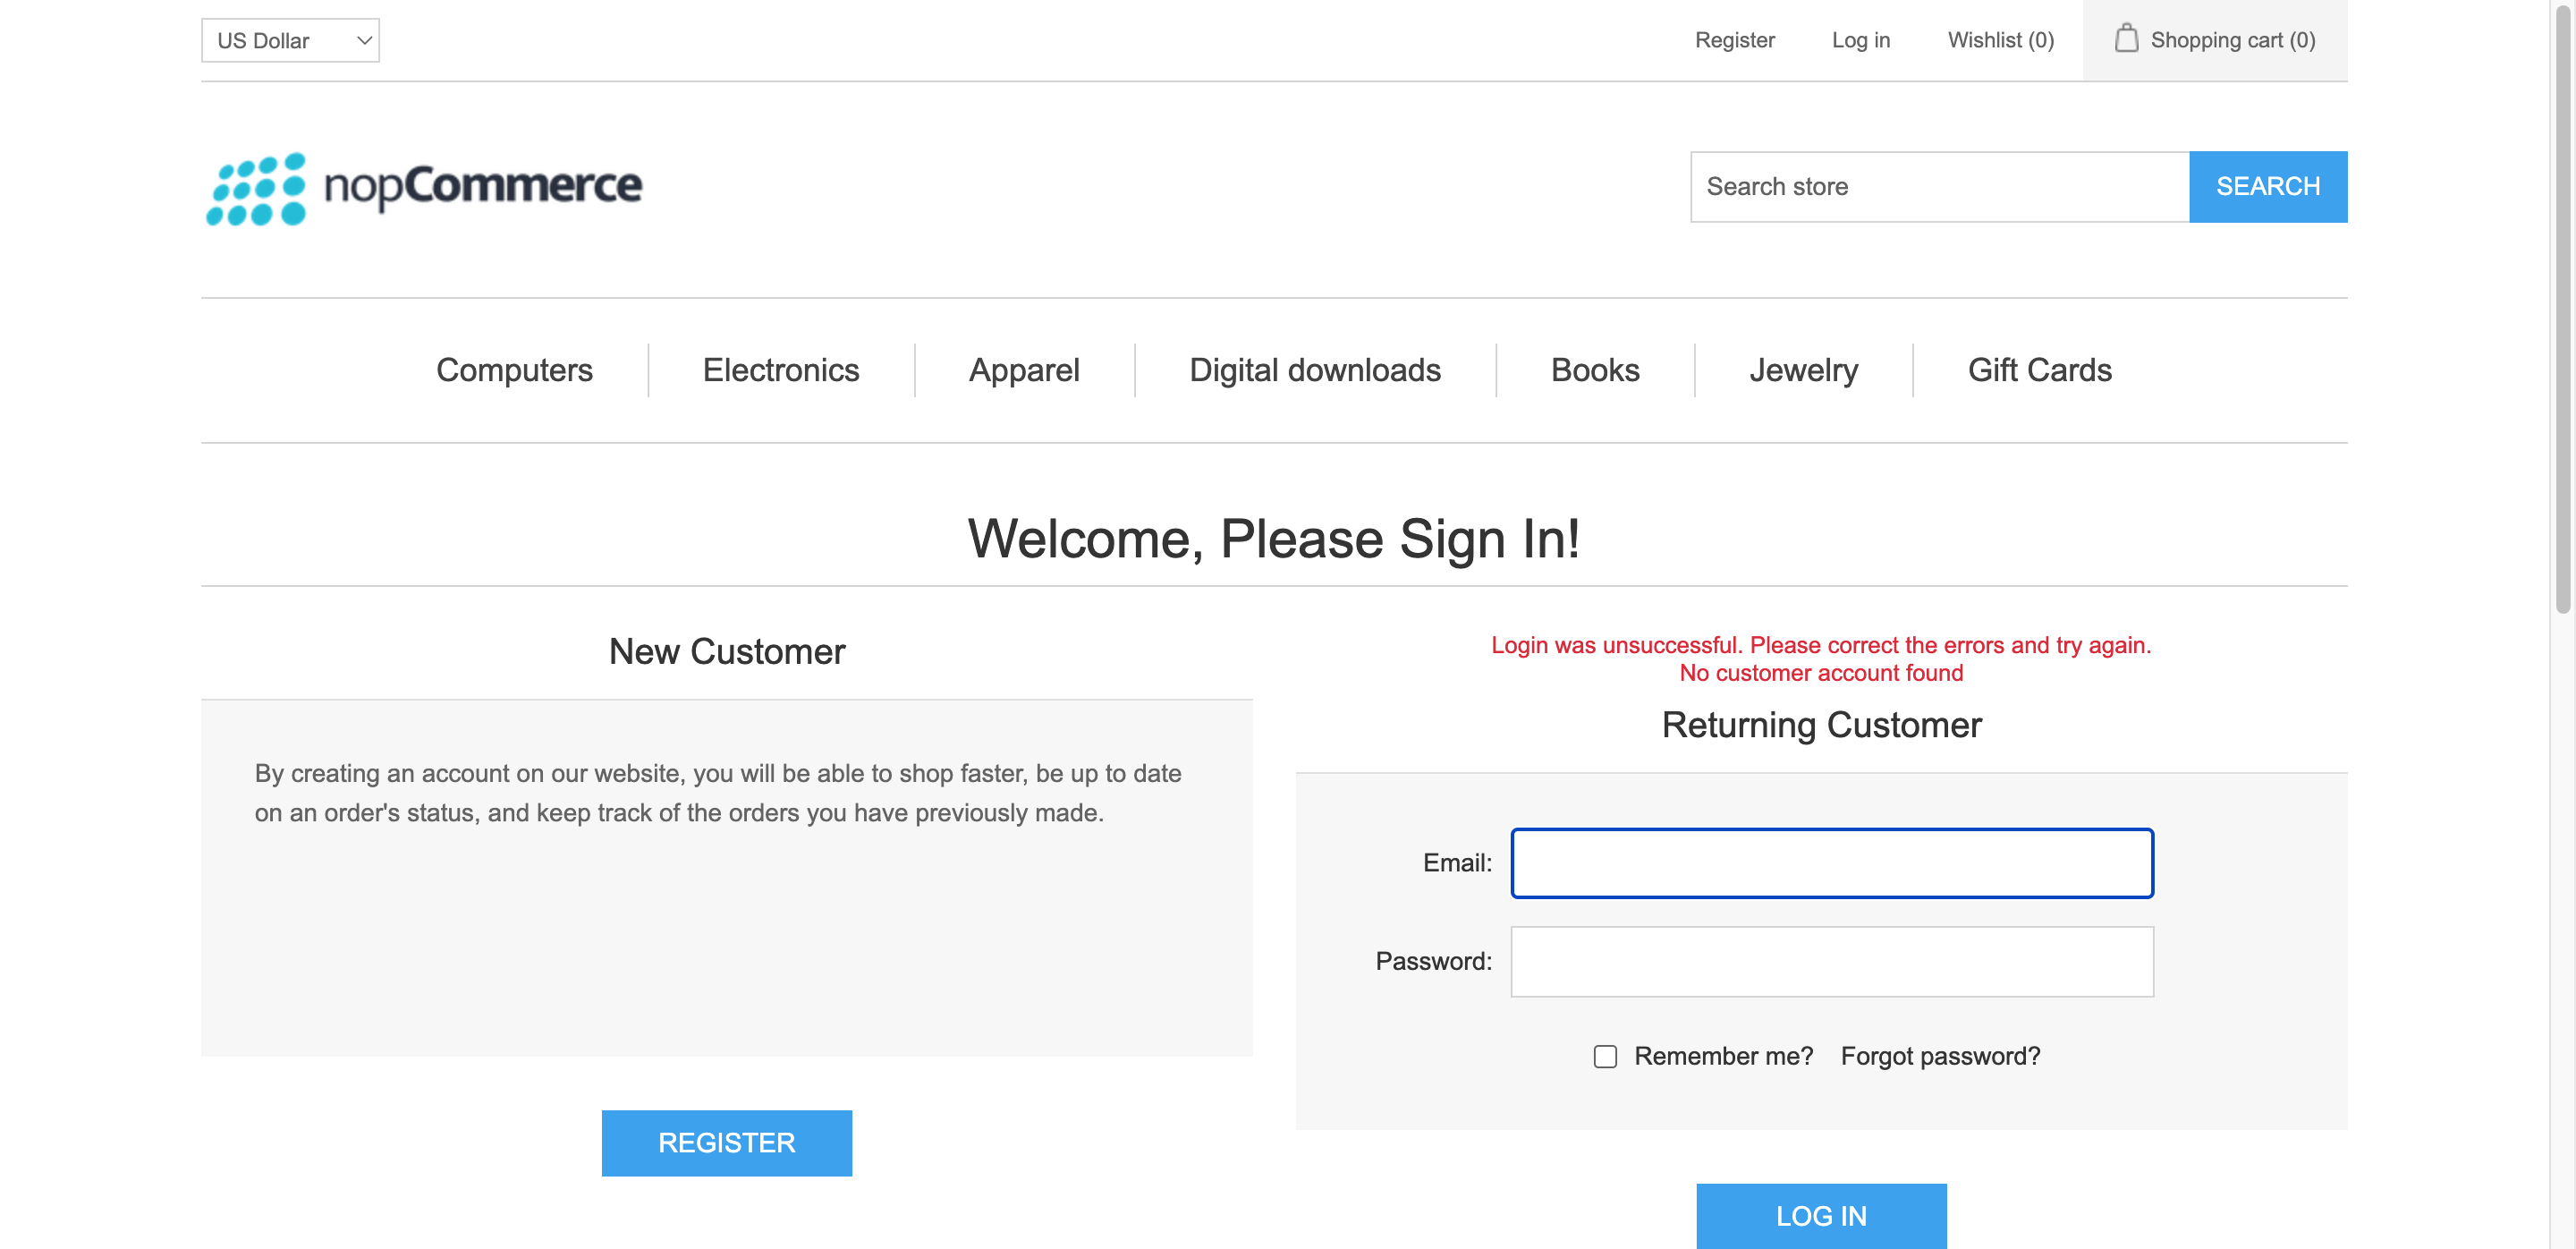 US Dollar
Register
Log in
Wishlist (0)
Shopping cart (0)
nopCommerce
Search store
SEARCH
Computers
Electronics
Apparel
Digital downloads
Books
Jewelry
Gift Cards
Welcome, Please Sign In!
New Customer
By creating an account on our website, you will be able to shop faster, be up to date
on an order's status, and keep track of the orders you have previously made.
REGISTER
Login was unsuccessful. Please correct the errors and try again.
No customer account found
Returning Customer
Email:
Password:
Remember me?
Forgot password?
LOG IN